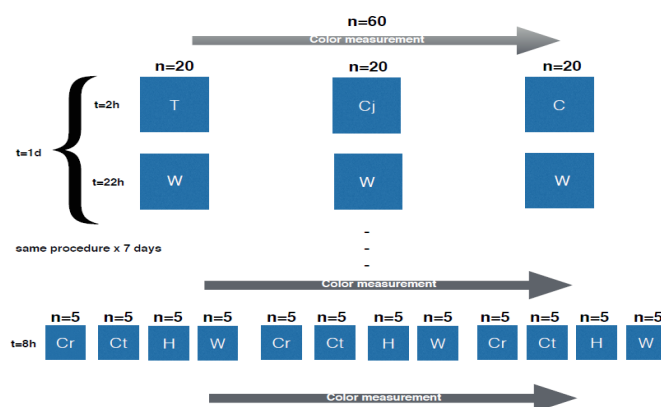 n=60
Color measurement
n=20 n=20 n=20
t=2h T Cj C
t=1d
t=22h W W W
-
same procedure x 7 days -
-
Color measurement
n=5 n=5 n=5 n=5 n=5 n=5 n=5 n=5 n=5 n=5 n=5 n=5
t=8h Cr Ct H W Cr Ct H W Cr Ct H W
Color measurement